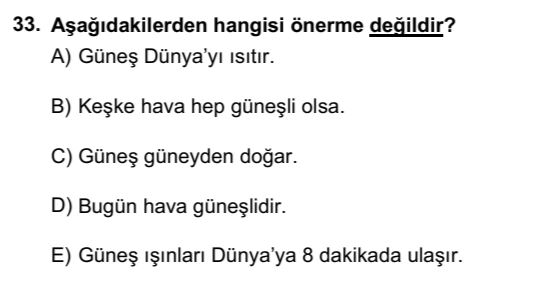 33. Aşağıdakilerden hangisi önerme değildir?
A) Güneş Dünya'yı ısıtır.
B) Keşke hava hep güneşli olsa.
C) Güneş güneyden doğar.
D) Bugün hava güneşlidir.
E) Güneş ışınları Dünya'ya 8 dakikada ulaşır.